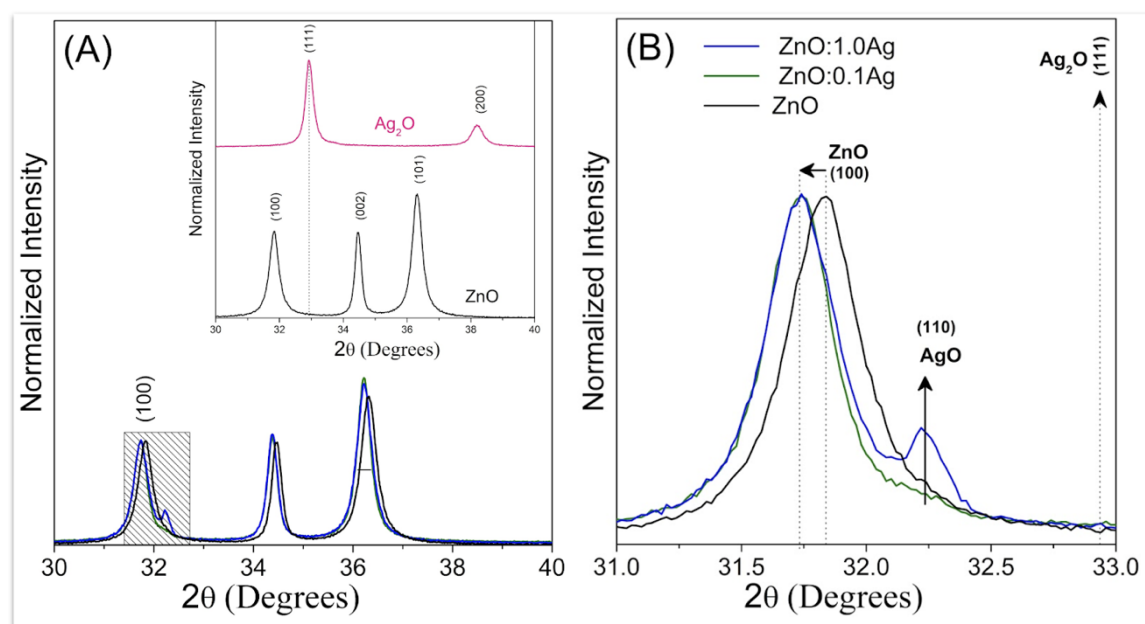 (A)
Normalized Intensity
2θ (Degrees)
30 32 34 36 38 40
(100)
Normalized Intensity
(111)
(200)
Ag₂O
(100)
(002)
(101)
ZnO
30 32 34 36 38 40
2θ (Degrees)
(B)
Normalized Intensity
ZnO:1.0Ag
ZnO:0.1Ag
ZnO
Ag₂O
(111)
ZnO
(100)
(110)
AgO
31.0 31.5 32.0 32.5 33.0
2θ (Degrees)